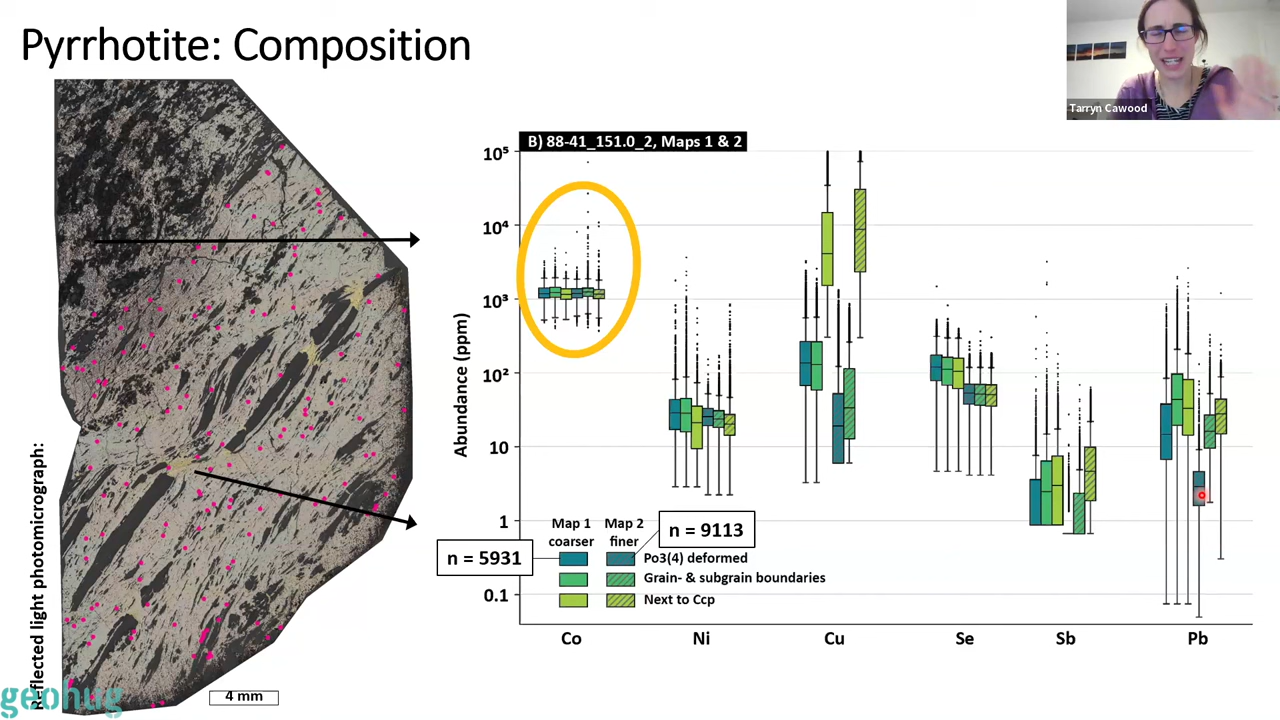 Pyrrhotite: Composition
Tarryn Cawood
B) 88-41_151.0_2, Maps 1 & 2
10⁵
10⁴
10³
10²
10
1
0.1
Abundance (ppm)
Map 1 coarser
Map 2 finer
n = 9113
n = 5931
Po3(4) deformed
Grain- & subgrain boundaries
Next to Ccp
Co Ni Cu Se Sb Pb
Reflected light photomicrograph:
4 mm
geohug